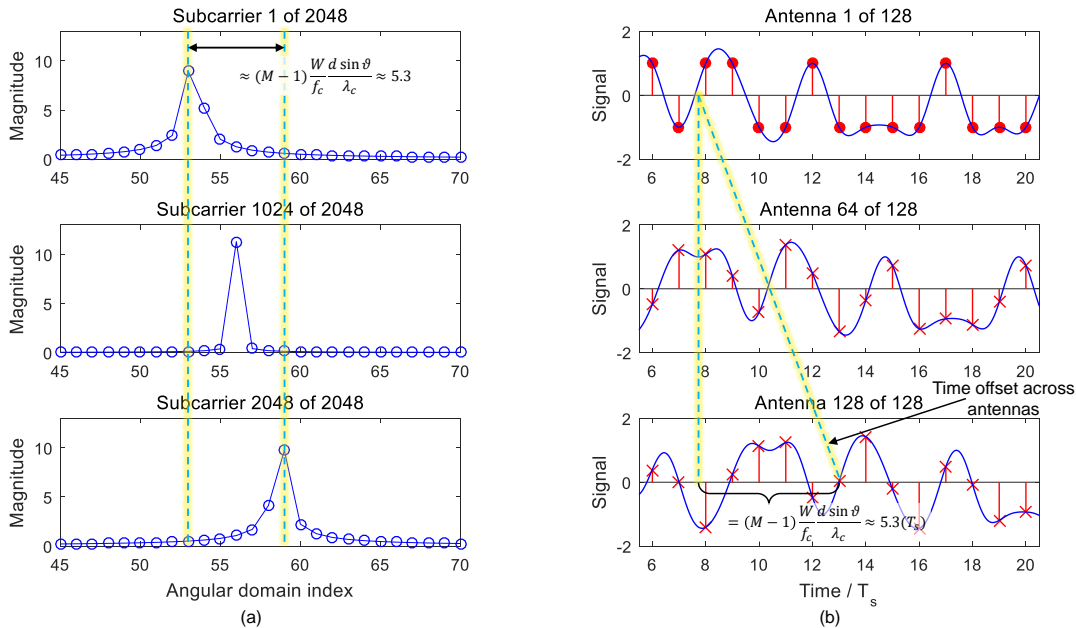 Subcarrier 1 of 2048
Magnitude
10
5
0
≈ (M − 1) W/f_c d sin ϑ/λ_c ≈ 5.3
45 50 55 60 65 70
Subcarrier 1024 of 2048
Magnitude
10
5
0
45 50 55 60 65 70
Subcarrier 2048 of 2048
Magnitude
10
5
0
45 50 55 60 65 70
Angular domain index
(a)
Antenna 1 of 128
Signal
2
0
-2
6 8 10 12 14 16 18 20
Antenna 64 of 128
Signal
2
0
-2
6 8 10 12 14 16 18 20
Time offset across
antennas
Antenna 128 of 128
Signal
2
0
-2
= (M − 1) W/f_c d sin ϑ/λ_c ≈ 5.3(T_s)
6 8 10 12 14 16 18 20
Time / T_s
(b)